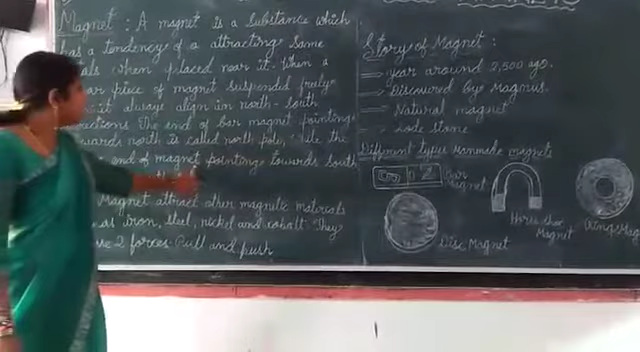 MAGNETS
Magnet : A magnet is a substance which
has a tendency of a attracting some
when placed near it. When a
piece of magnet suspended freely
it always align in north - south
directions The end of bar magnet pointing
north is called north pole, the
end of magnet pointing towards south
Magnet attract other magnetic materials
as iron, steel, nickel and cobalt They
2 forces - Pull and push
Story of Magnet :
year around 2,500 ago.
Discovered by Magnus.
Natural magnet
Lode stone
Different types manmade magnets
Bar
Magnet
Horse shoe
Magnet
Ring Mag
Disc Magnet